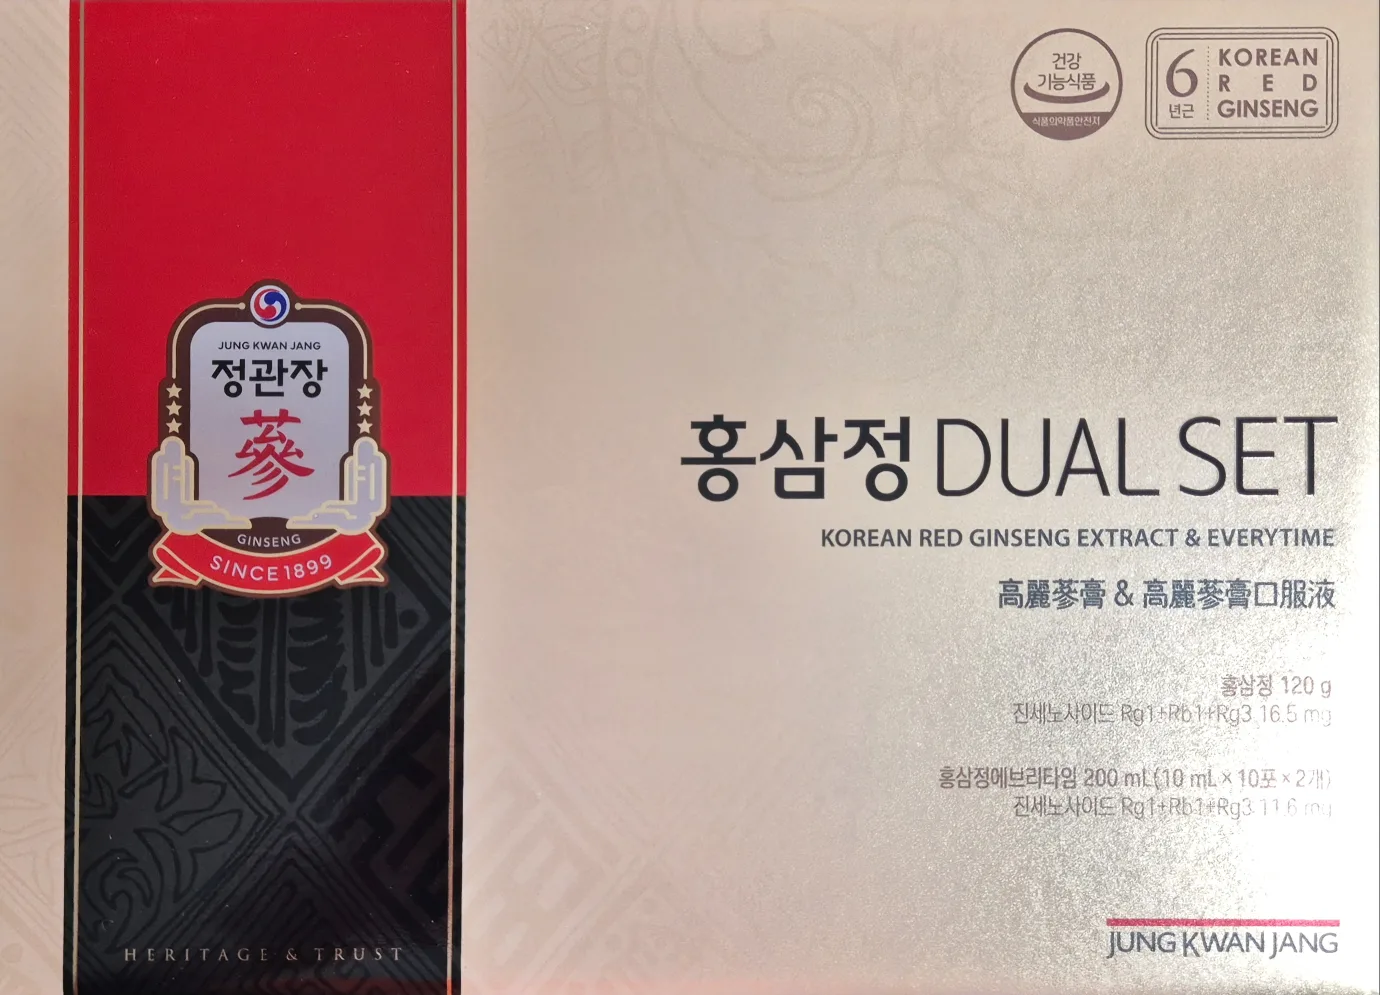 건강
기능식품
식품의약품안전처
6
년근
KOREAN
RED
GINSENG
JUNG KWAN JANG
정관장
蔘
GINSENG
SINCE 1899
홍삼정 DUAL SET
KOREAN RED GINSENG EXTRACT & EVERYTIME
高麗蔘膏 & 高麗蔘膏口服液
홍삼정 120 g
진세노사이드 Rg1+Rb1+Rg3 16.5 mg
홍삼정에브리타임 200 mL(10 mL × 10포 × 2개)
진세노사이드 Rg1+Rb1+Rg3 11.6 mg
HERITAGE & TRUST
JUNG KWAN JANG